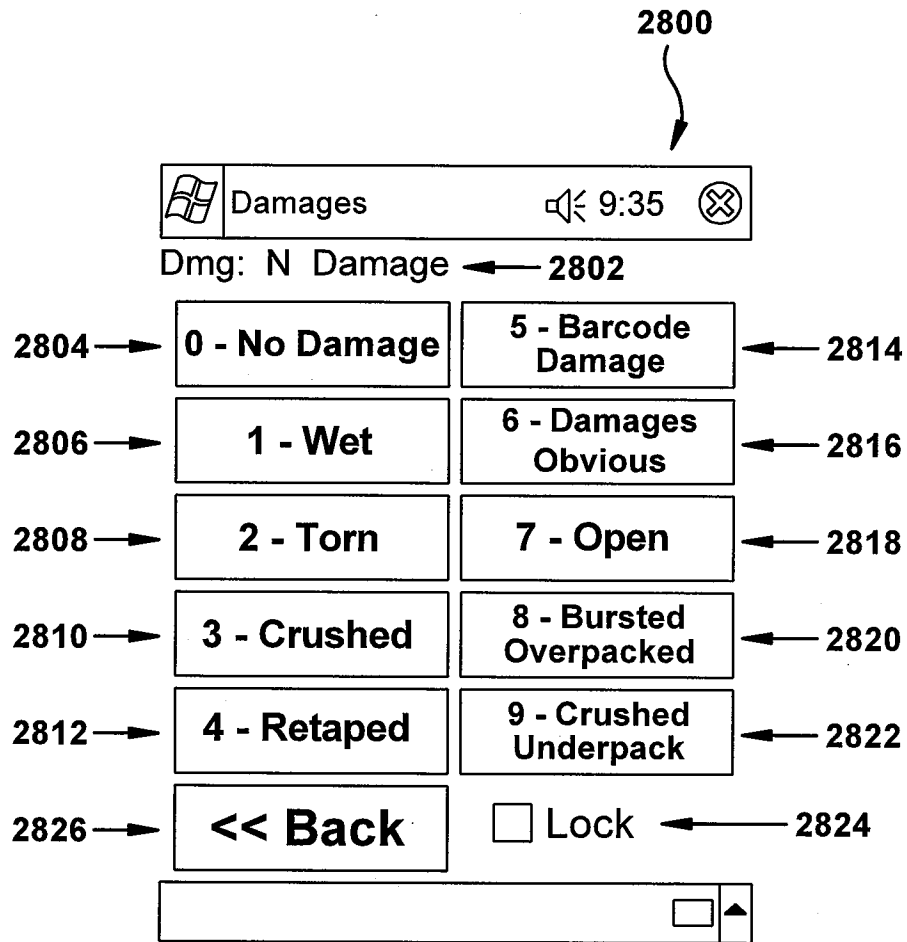 2800
Damages 9:35
Dmg: N Damage 2802
2804 0 - No Damage 5 - Barcode Damage 2814
2806 1 - Wet 6 - Damages Obvious 2816
2808 2 - Torn 7 - Open 2818
2810 3 - Crushed 8 - Bursted Overpacked 2820
2812 4 - Retaped 9 - Crushed Underpack 2822
2826 << Back Lock 2824